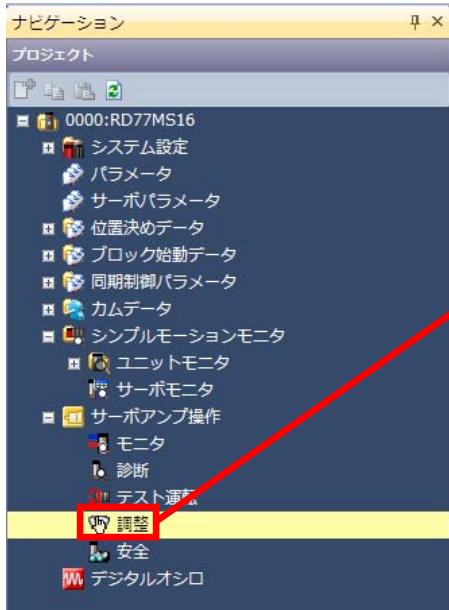 ナビゲーション
プロジェクト
0000:RD77MS16
システム設定
パラメータ
サーボパラメータ
位置決めデータ
ブロック始動データ
同期制御パラメータ
カムデータ
シンプルモーションモニタ
ユニットモニタ
サーボモニタ
サーボアンプ操作
モニタ
診断
テスト運転
調整
安全
デジタルオシロ